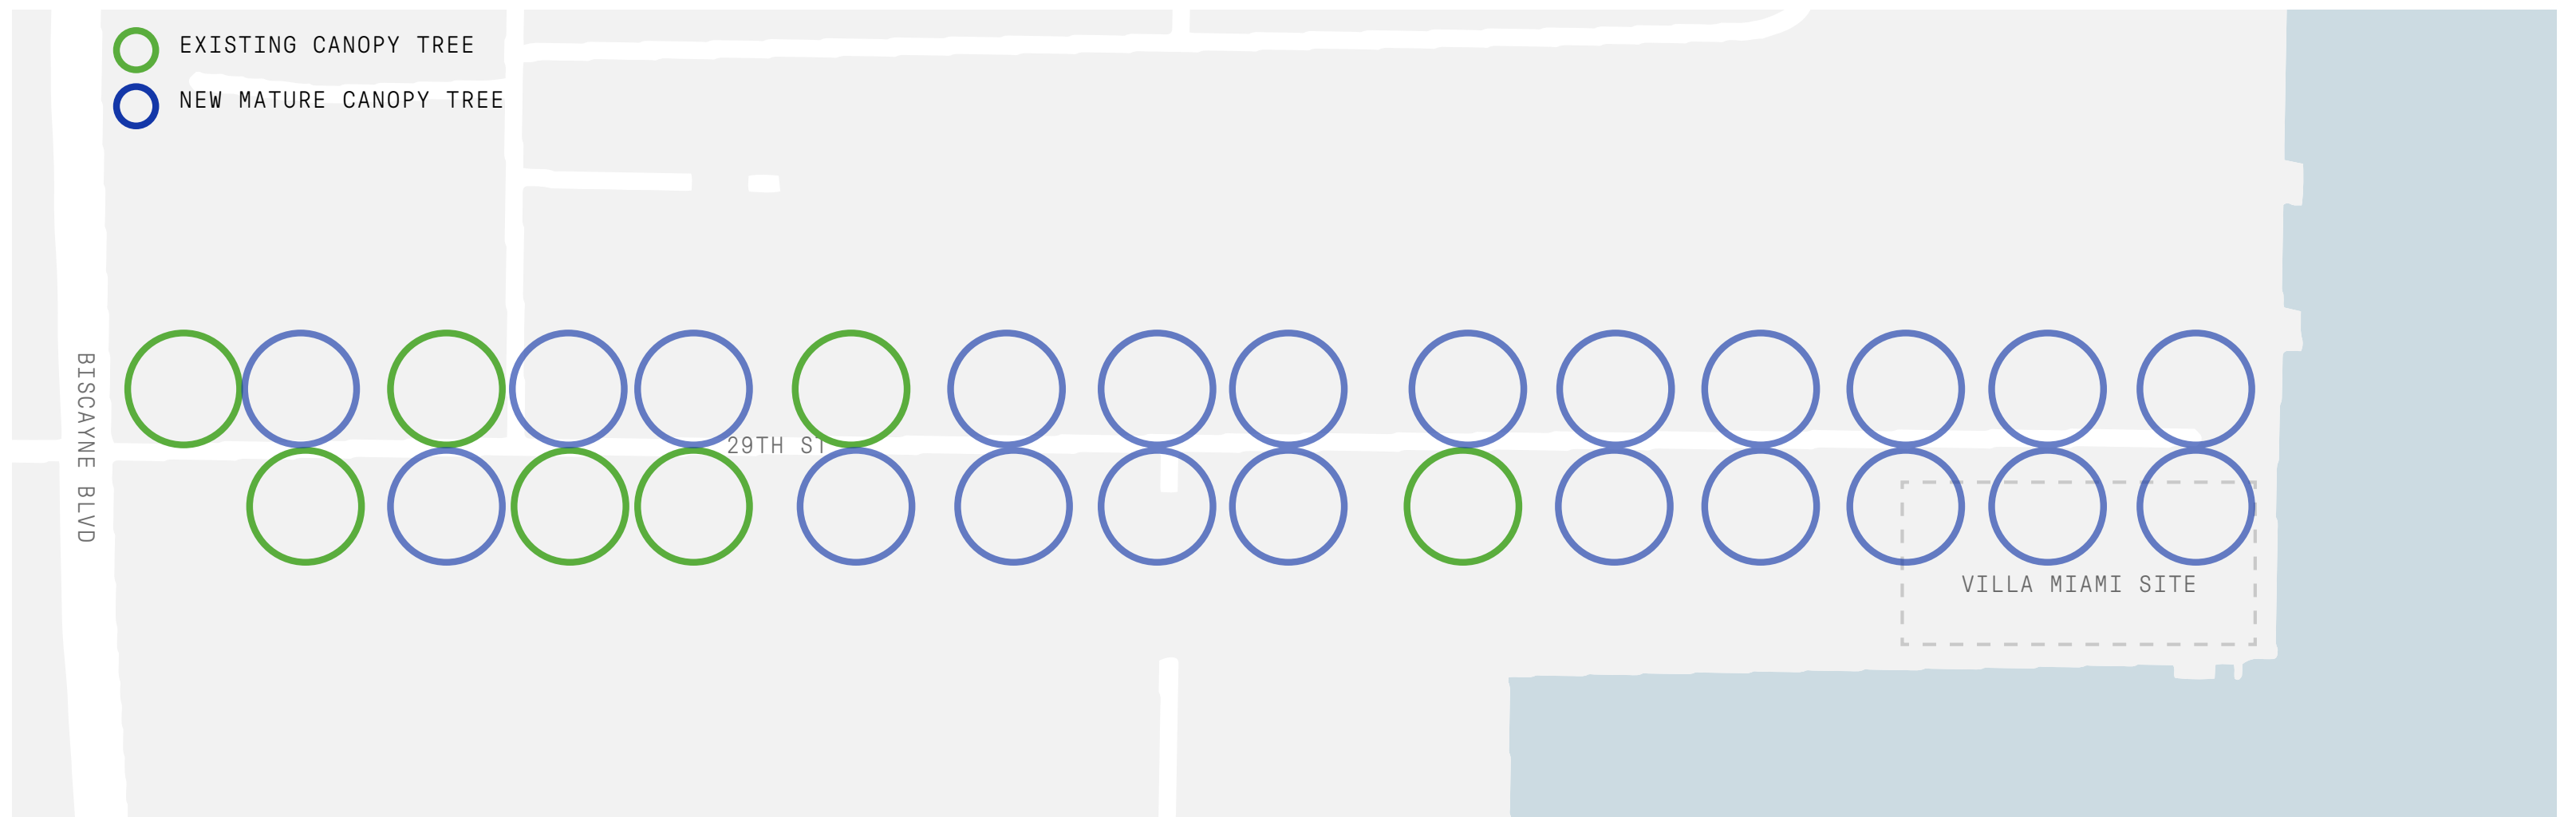 EXISTING CANOPY TREE
NEW MATURE CANOPY TREE
BISCAYNE BLVD
29TH ST
VILLA MIAMI SITE